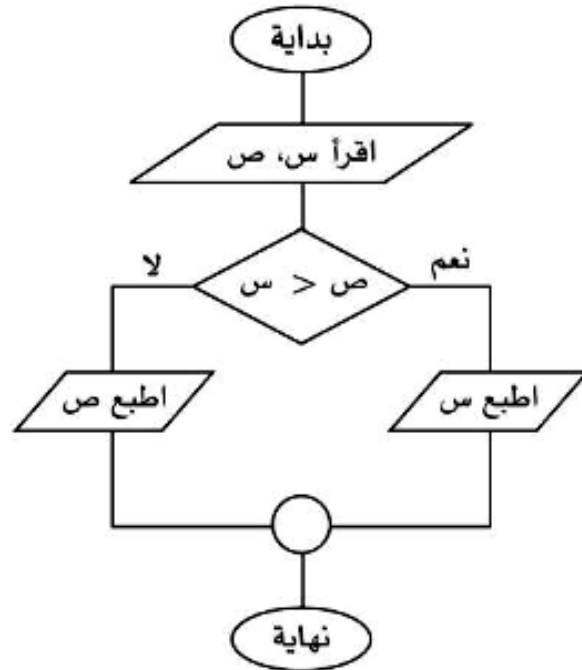 بداية
اقرأ س، ص
نعم
لا
ص < س
اطبع س
اطبع ص
نهاية